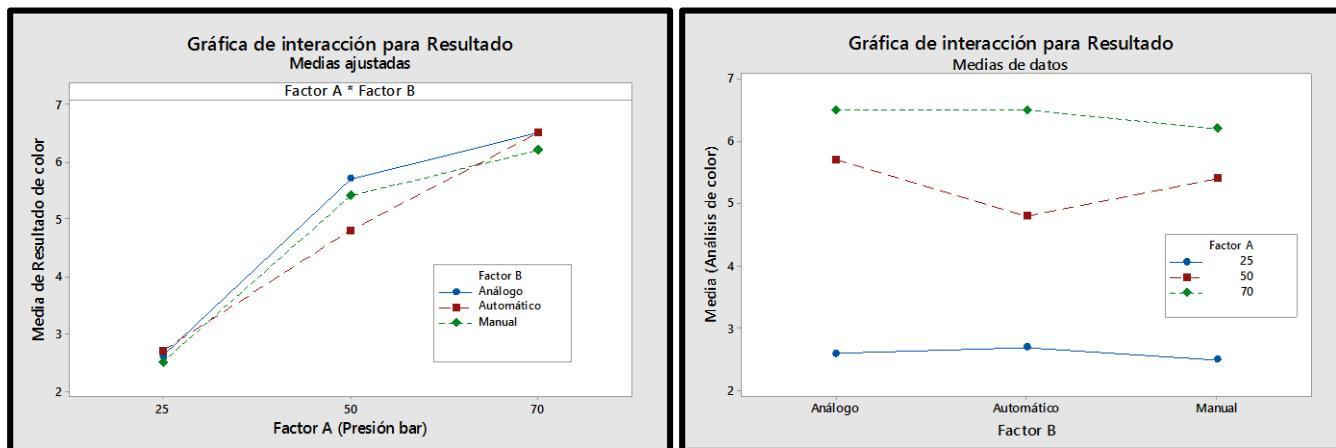 Gráfica de interacción para Resultado
Medias ajustadas
Factor A * Factor B
7
6
5
4
3
2
Media de Resultado de color
25
50
70
Factor A (Presión bar)
Factor B
Análogo
Automático
Manual
Gráfica de interacción para Resultado
Medias de datos
7
6
5
4
3
2
Media (Análisis de color)
Análogo
Automático
Manual
Factor B
Factor A
25
50
70